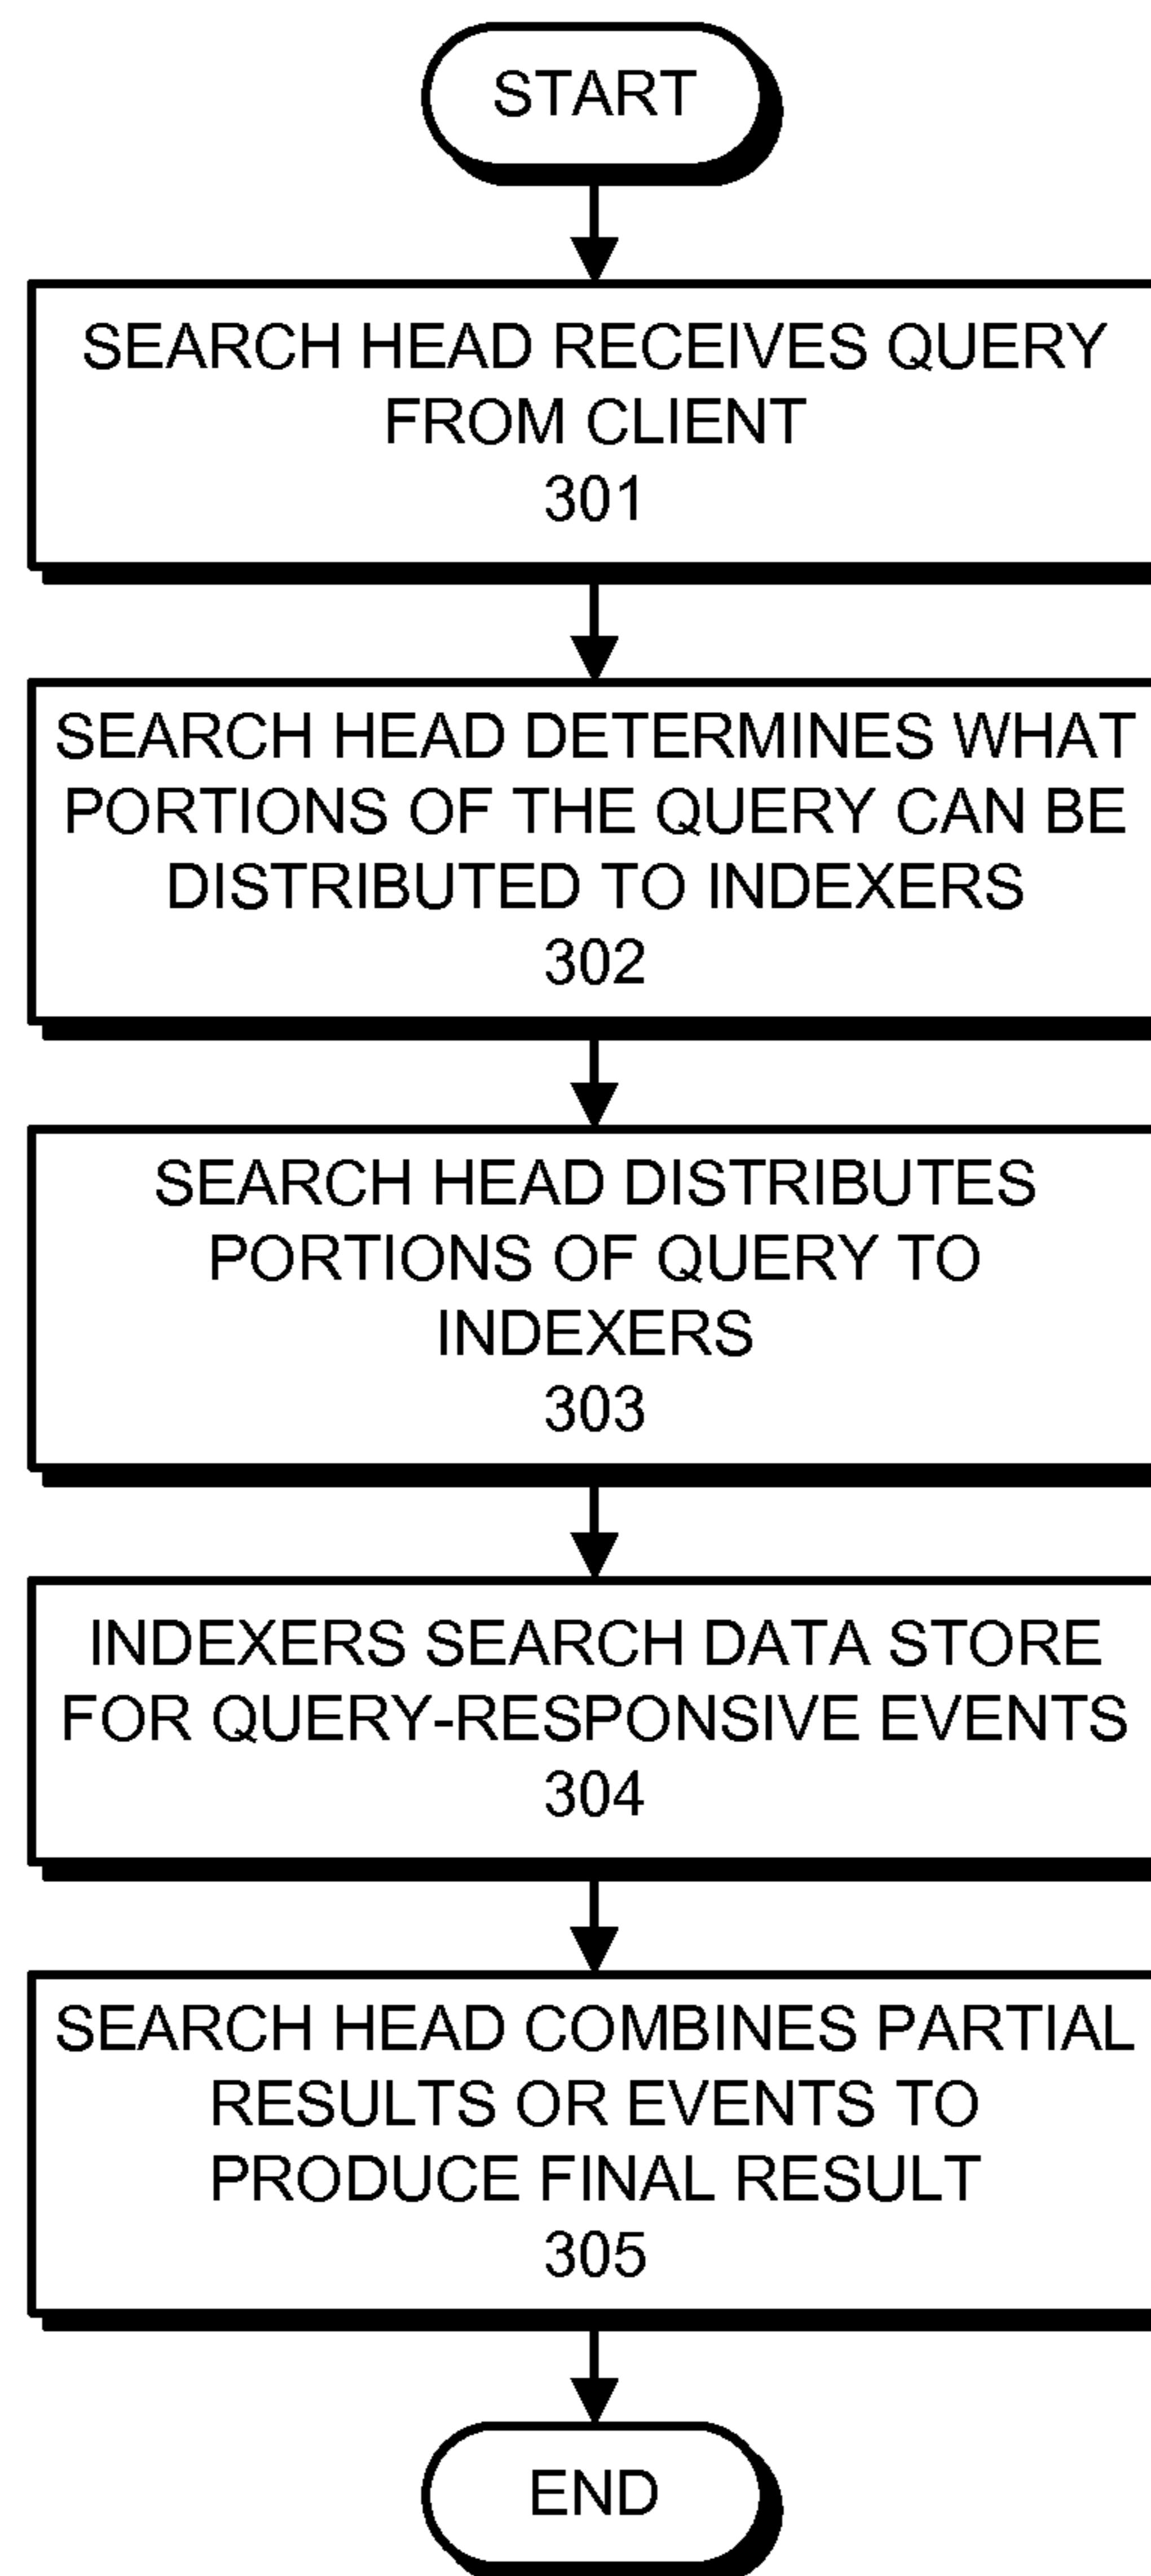 START
SEARCH HEAD RECEIVES QUERY
FROM CLIENT
301
SEARCH HEAD DETERMINES WHAT
PORTIONS OF THE QUERY CAN BE
DISTRIBUTED TO INDEXERS
302
SEARCH HEAD DISTRIBUTES
PORTIONS OF QUERY TO
INDEXERS
303
INDEXERS SEARCH DATA STORE
FOR QUERY-RESPONSIVE EVENTS
304
SEARCH HEAD COMBINES PARTIAL
RESULTS OR EVENTS TO
PRODUCE FINAL RESULT
305
END